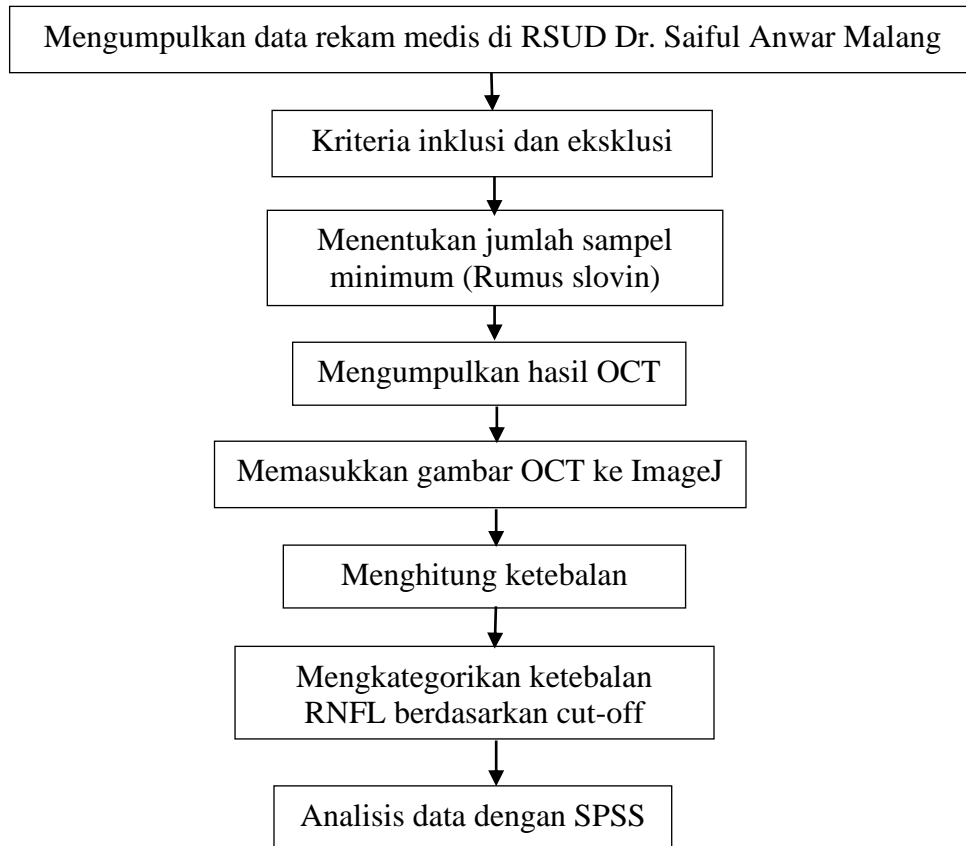 Mengumpulkan data rekam medis di RSUD Dr. Saiful Anwar Malang
Kriteria inklusi dan eksklusi
Menentukan jumlah sampel
minimum (Rumus slovin)
Mengumpulkan hasil OCT
Memasukkan gambar OCT ke ImageJ
Menghitung ketebalan
Mengkategorikan ketebalan
RNFL berdasarkan cut-off
Analisis data dengan SPSS